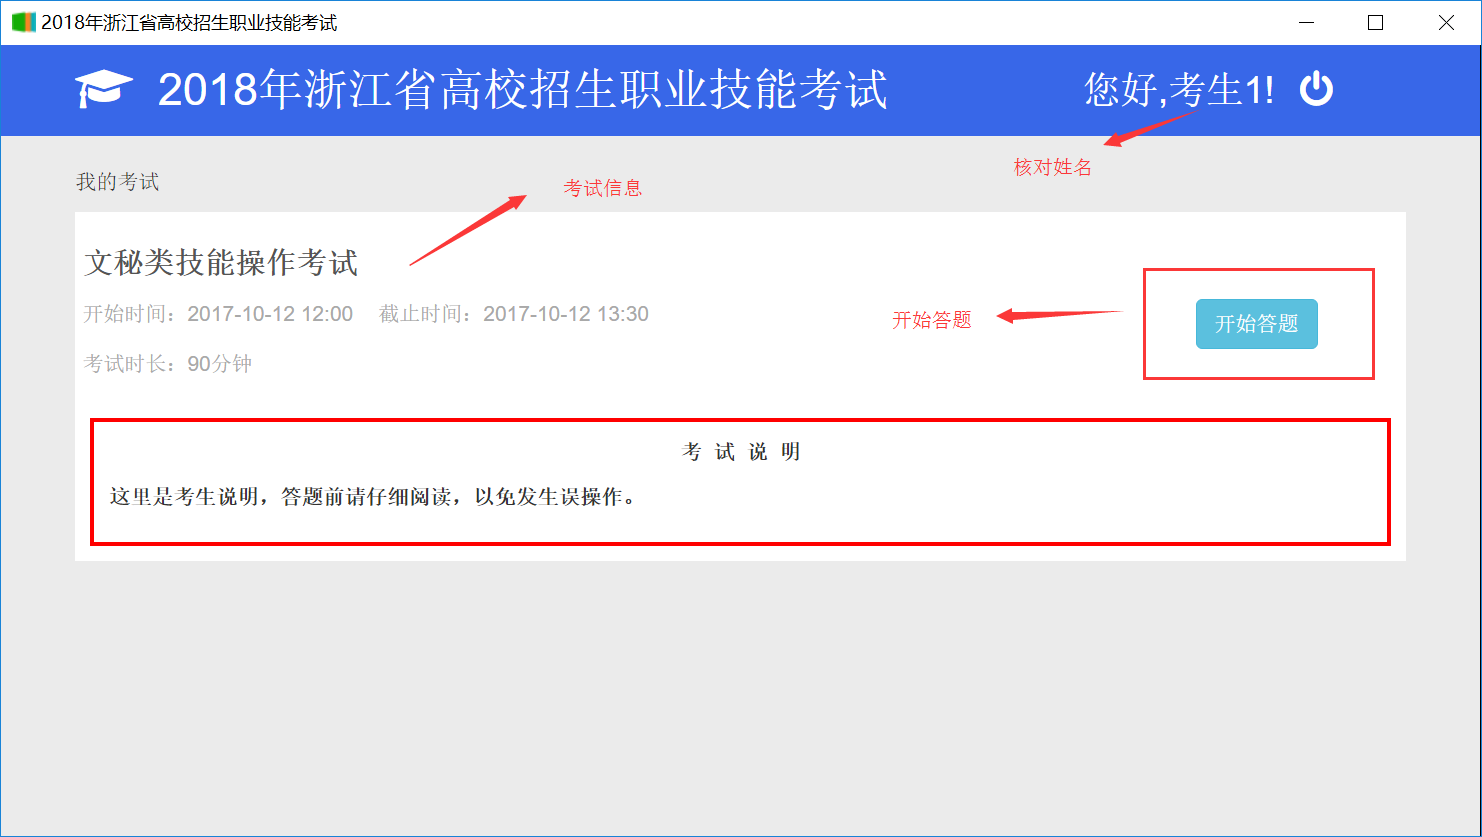 2018年浙江省高校招生职业技能考试
2018年浙江省高校招生职业技能考试
您好,考生1!
核对姓名
我的考试
考试信息
文秘类技能操作考试
开始时间：2017-10-12 12:00 截止时间：2017-10-12 13:30
开始答题
开始答题
考试时长：90分钟
考 试 说 明
这里是考生说明，答题前请仔细阅读，以免发生误操作。